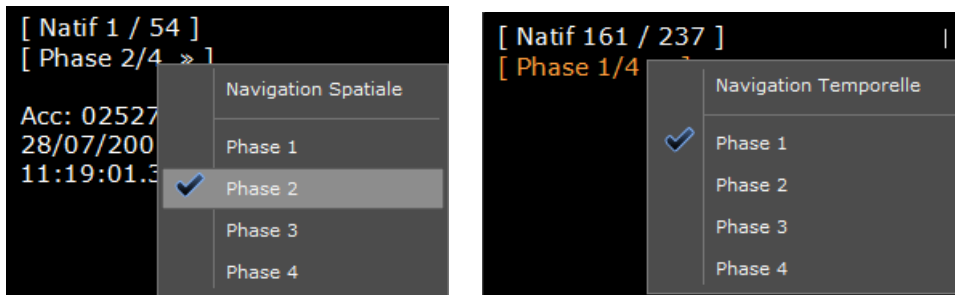 [ Natif 1 / 54 ]
[ Phase 2/4 » ]
Acc: 02527
28/07/200
11:19:01.3
Navigation Spatiale
Phase 1
Phase 2
Phase 3
Phase 4
[ Natif 161 / 237 ]
[ Phase 1/4
Navigation Temporelle
Phase 1
Phase 2
Phase 3
Phase 4